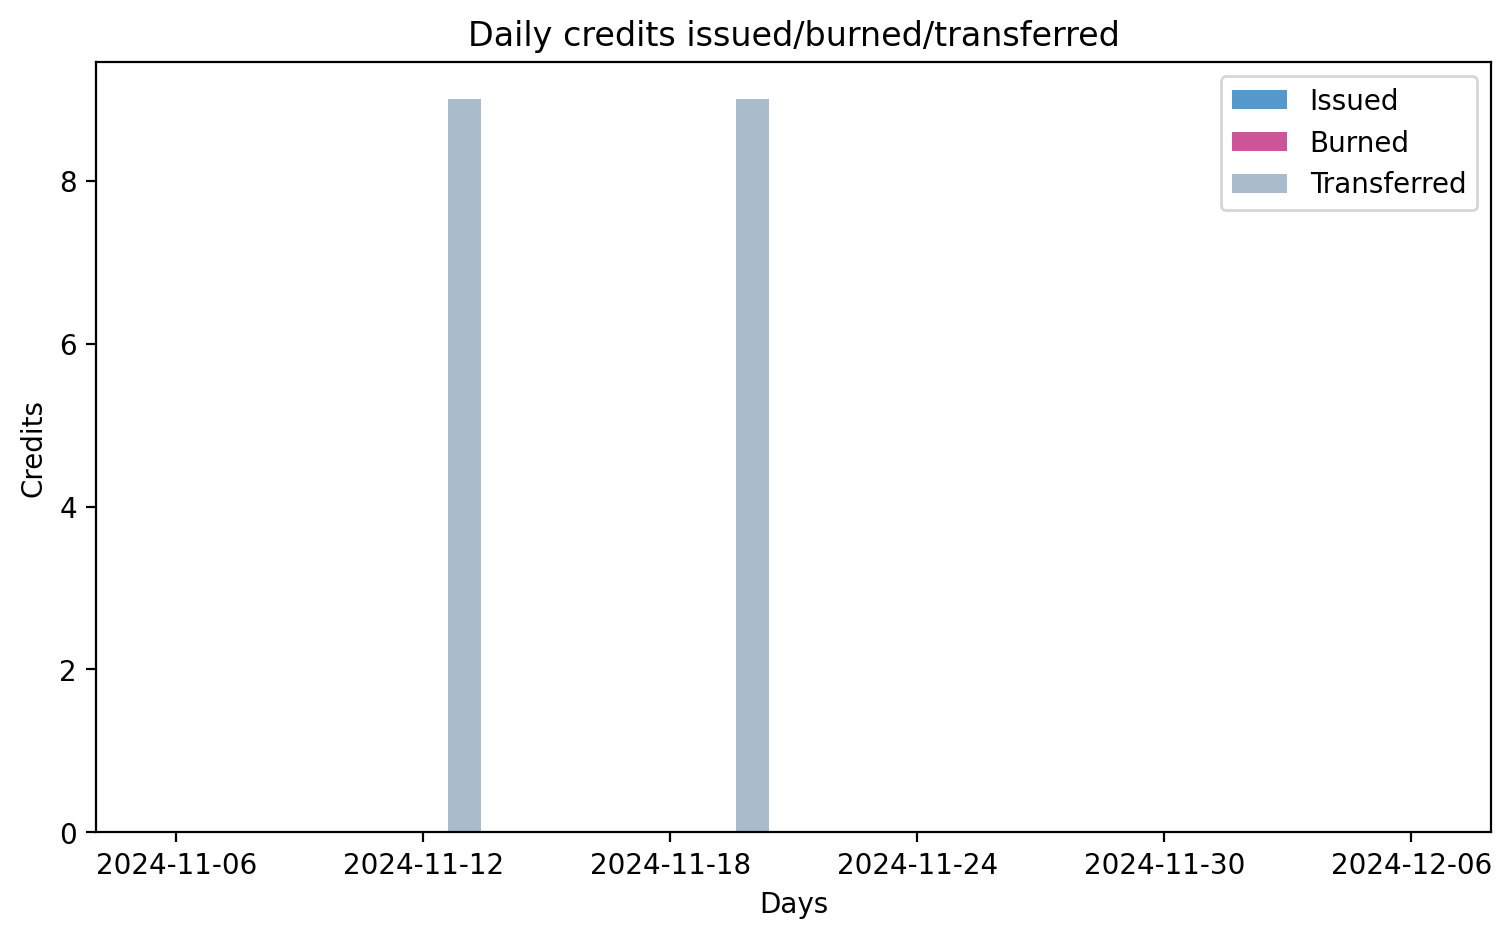 Daily credits issued/burned/transferred
Issued
Burned
Transferred
8
6
4
2
0
Credits
2024-11-06
2024-11-12
2024-11-18
2024-11-24
2024-11-30
2024-12-06
Days